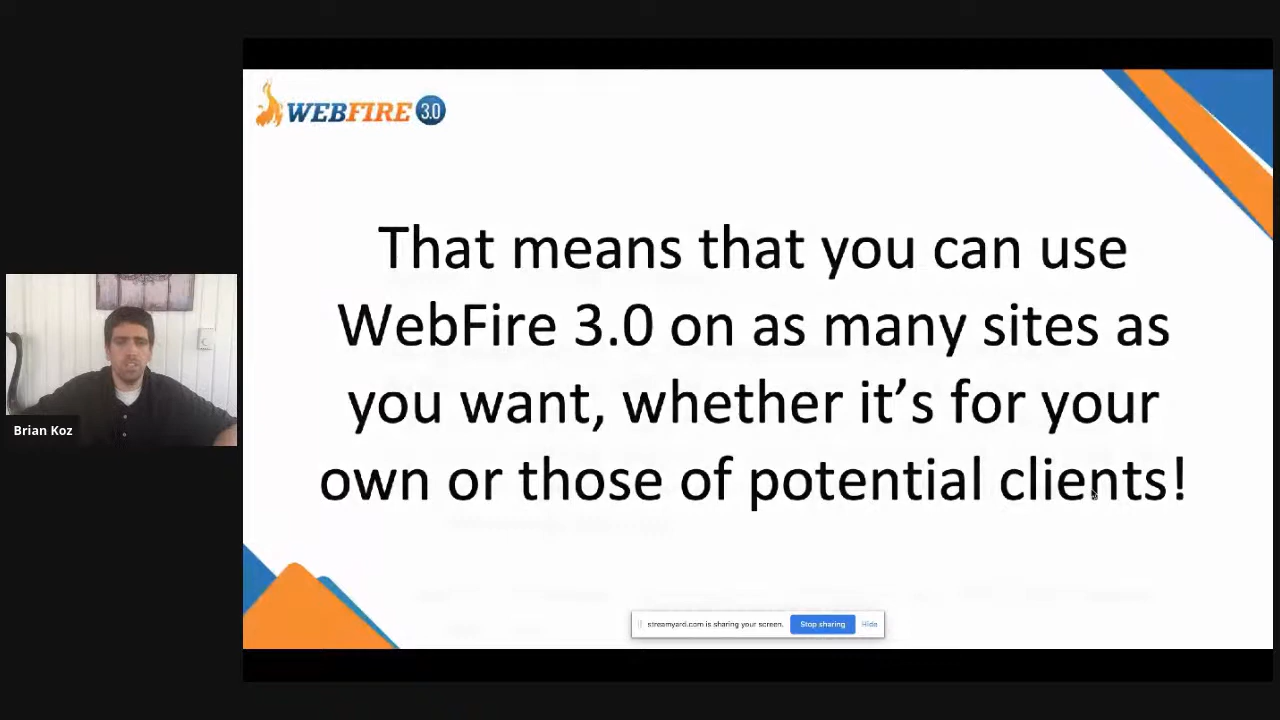 WEBFIRE 3.0
That means that you can use
WebFire 3.0 on as many sites as
you want, whether it's for your
own or those of potential clients!
Brian Koz
streamyard.com is sharing your screen. Stop sharing Hide